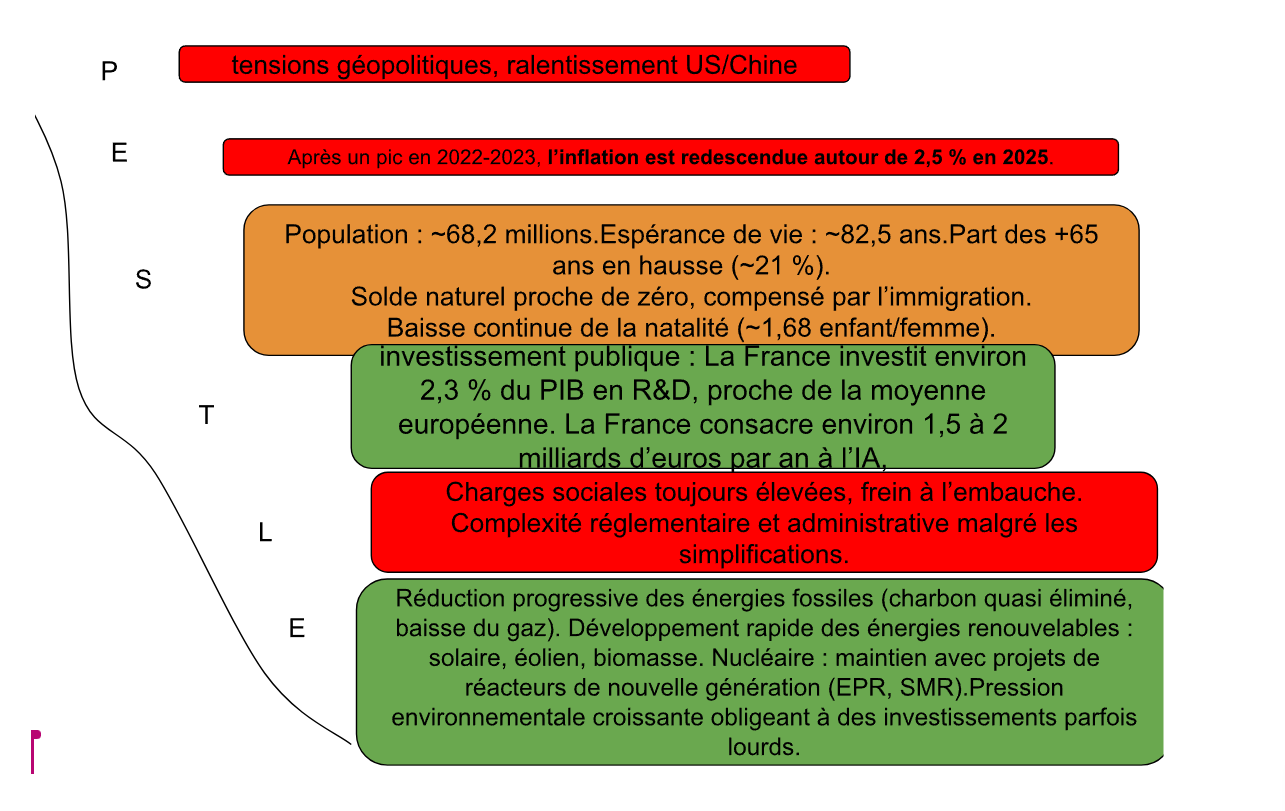 P
tensions géopolitiques, ralentissement US/Chine
E
Après un pic en 2022-2023, l’inflation est redescendue autour de 2,5 % en 2025.
S
Population : ~68,2 millions.Espérance de vie : ~82,5 ans.Part des +65
ans en hausse (~21 %).
Solde naturel proche de zéro, compensé par l’immigration.
Baisse continue de la natalité (~1,68 enfant/femme).
T
investissement publique : La France investit environ
2,3 % du PIB en R&D, proche de la moyenne
européenne. La France consacre environ 1,5 à 2
milliards d’euros par an à l’IA,
L
Charges sociales toujours élevées, frein à l’embauche.
Complexité réglementaire et administrative malgré les
simplifications.
E
Réduction progressive des énergies fossiles (charbon quasi éliminé,
baisse du gaz). Développement rapide des énergies renouvelables :
solaire, éolien, biomasse. Nucléaire : maintien avec projets de
réacteurs de nouvelle génération (EPR, SMR).Pression
environnementale croissante obligeant à des investissements parfois
lourds.